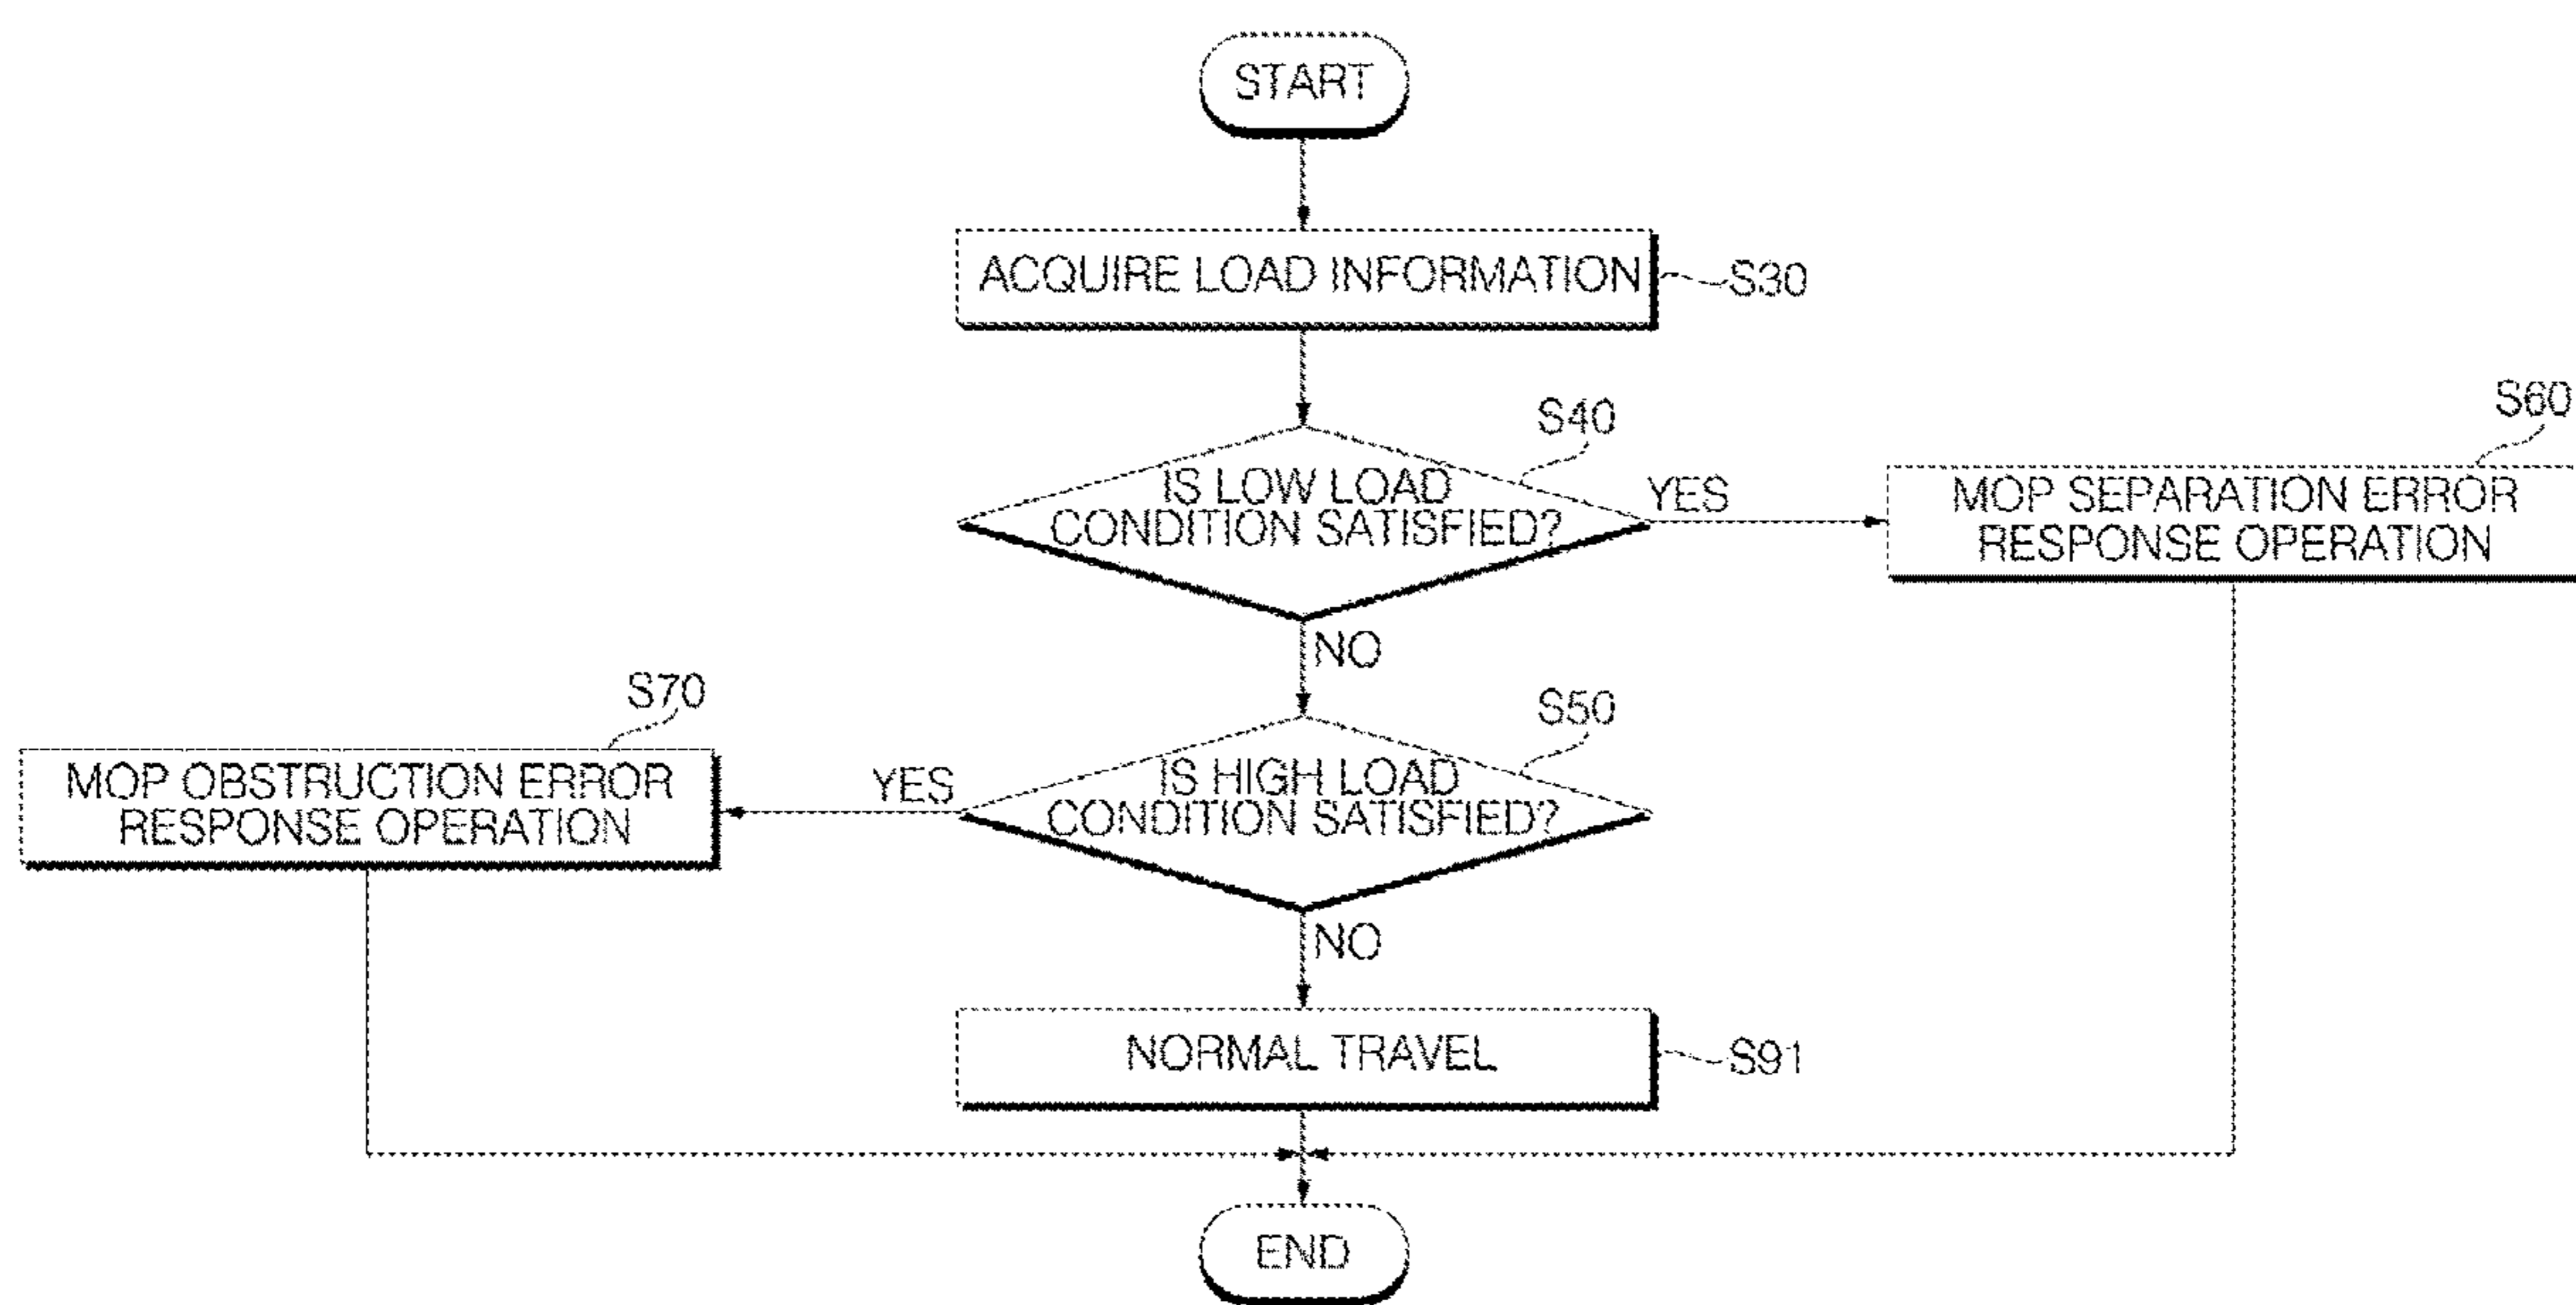 START
ACQUIRE LOAD INFORMATION
S30
S40
IS LOW LOAD
CONDITION SATISFIED?
YES
S60
MOP SEPARATION ERROR
RESPONSE OPERATION
NO
S70
MOP OBSTRUCTION ERROR
RESPONSE OPERATION
YES
S50
IS HIGH LOAD
CONDITION SATISFIED?
NO
NORMAL TRAVEL
S91
END